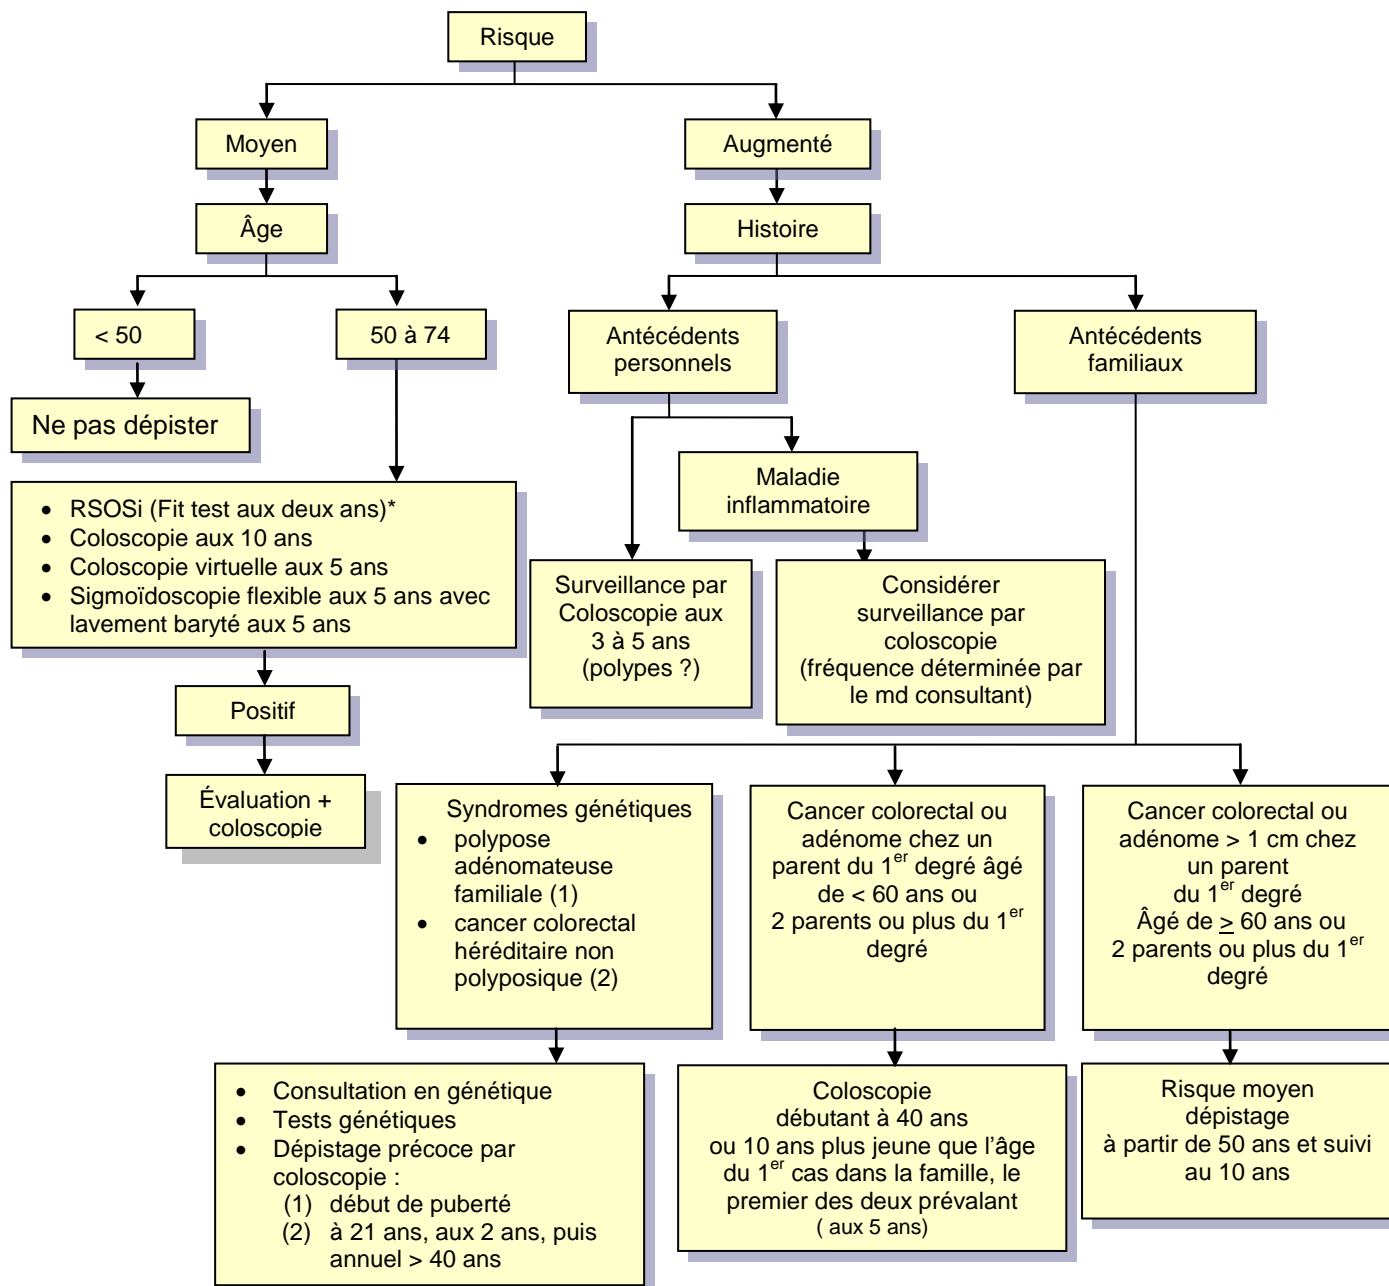 Risque
Moyen
Augmenté
Âge
Histoire
< 50
50 à 74
Antécédents
personnels
Antécédents
familiaux
Ne pas dépister
Maladie
inflammatoire
• RSOSi (Fit test aux deux ans)*
• Coloscopie aux 10 ans
• Coloscopie virtuelle aux 5 ans
• Sigmoïdoscopie flexible aux 5 ans avec
lavement baryté aux 5 ans
Surveillance par
Coloscopie aux
3 à 5 ans
(polypes ?)
Considérer
surveillance par
coloscopie
(fréquence déterminée par
le md consultant)
Positif
Évaluation +
coloscopie
Syndromes génétiques
• polypose
adénomateuse
familiale (1)
• cancer colorectal
héréditaire non
polyposique (2)
Cancer colorectal ou
adénome chez un
parent du 1er degré âgé
de < 60 ans ou
2 parents ou plus du 1er
degré
Cancer colorectal ou
adénome > 1 cm chez
un parent
du 1er degré
Âgé de ≥ 60 ans ou
2 parents ou plus du 1er
degré
• Consultation en génétique
• Tests génétiques
• Dépistage précoce par
coloscopie :
(1) début de puberté
(2) à 21 ans, aux 2 ans, puis
annuel > 40 ans
Coloscopie
débutant à 40 ans
ou 10 ans plus jeune que l'âge
du 1er cas dans la famille, le
premier des deux prévalant
( aux 5 ans)
Risque moyen
dépistage
à partir de 50 ans et suivi
au 10 ans